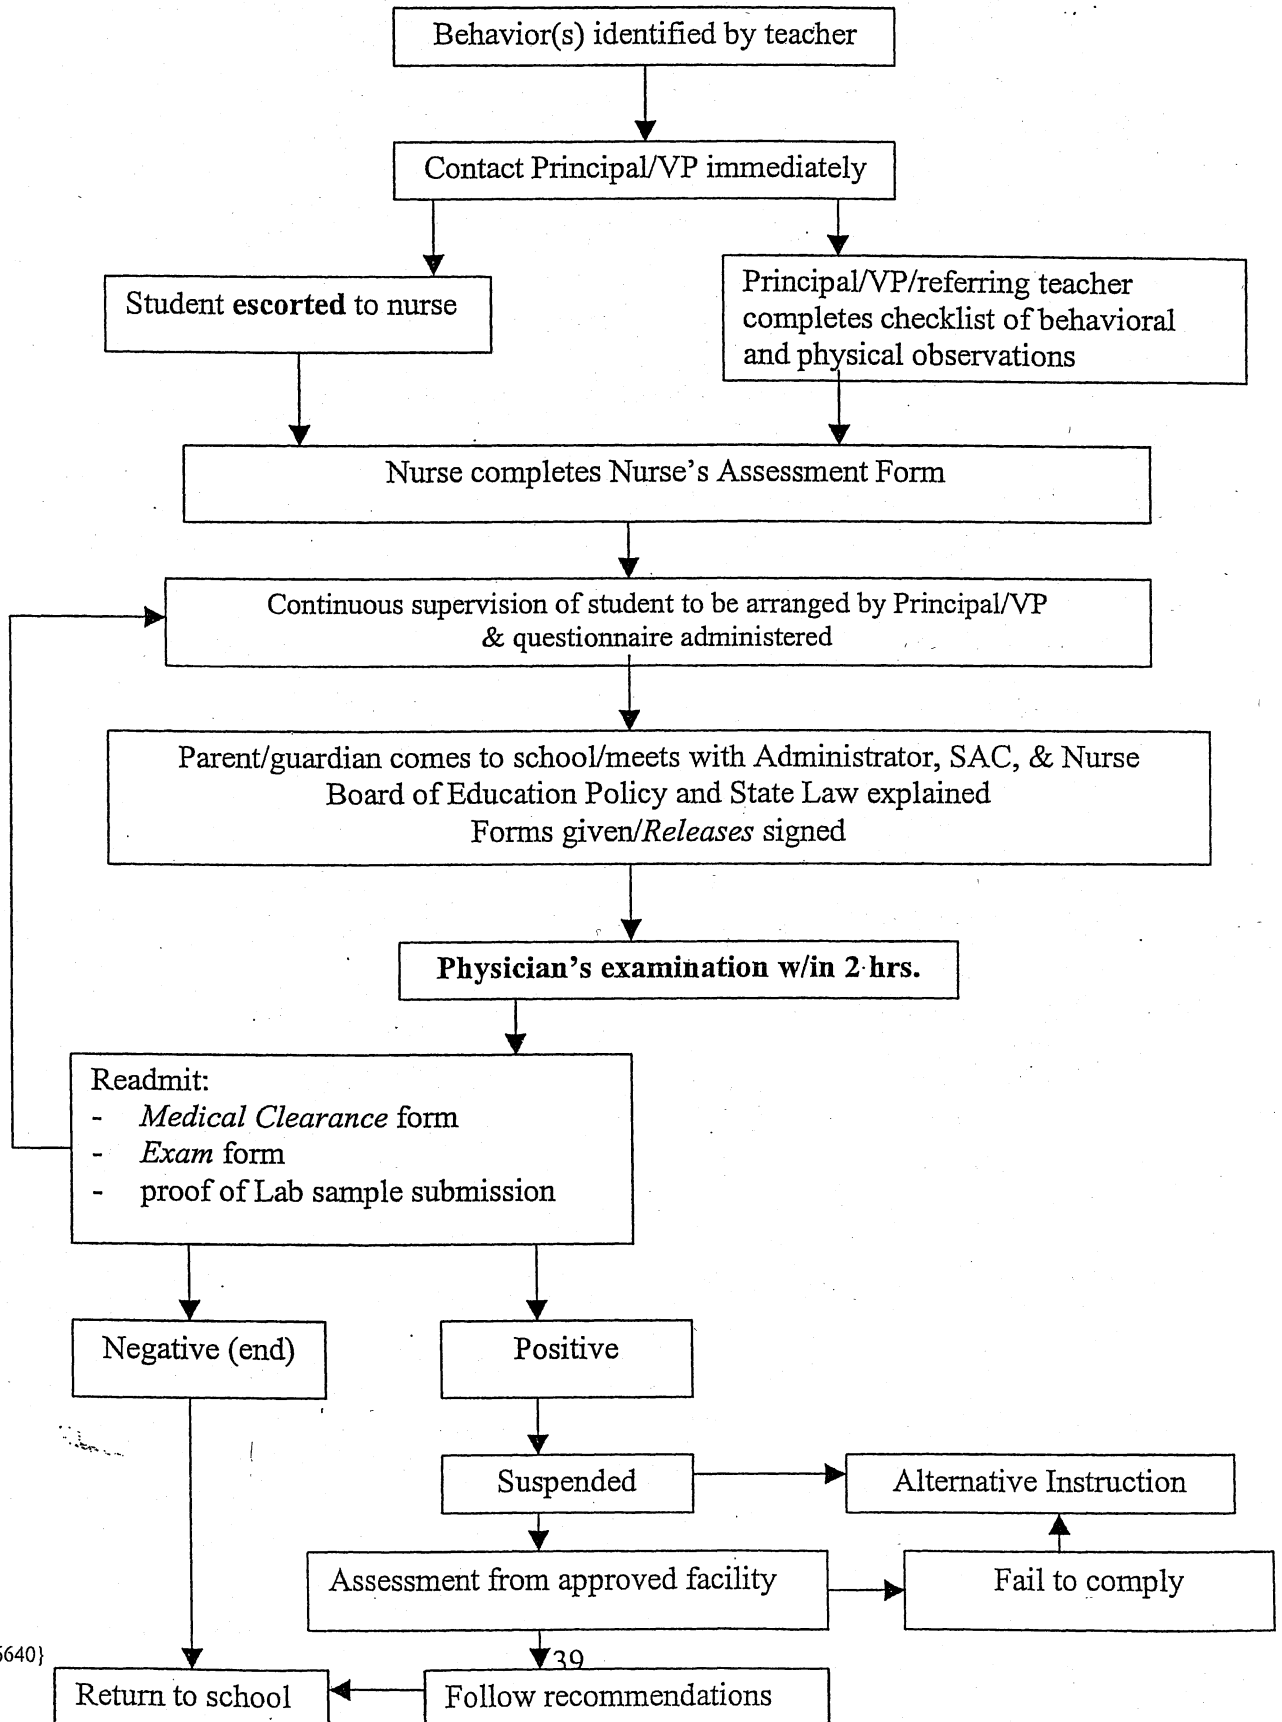 Behavior(s) identified by teacher
Contact Principal/VP immediately
Student escorted to nurse
Principal/VP/referring teacher
completes checklist of behavioral
and physical observations
Nurse completes Nurse's Assessment Form
Continuous supervision of student to be arranged by Principal/VP
& questionnaire administered
Parent/guardian comes to school/meets with Administrator, SAC, & Nurse
Board of Education Policy and State Law explained
Forms given/Releases signed
Physician's examination w/in 2 hrs.
Readmit:
- Medical Clearance form
- Exam form
- proof of Lab sample submission
Negative (end)
Positive
Suspended
Alternative Instruction
Assessment from approved facility
Fail to comply
5640}
39
Return to school
Follow recommendations